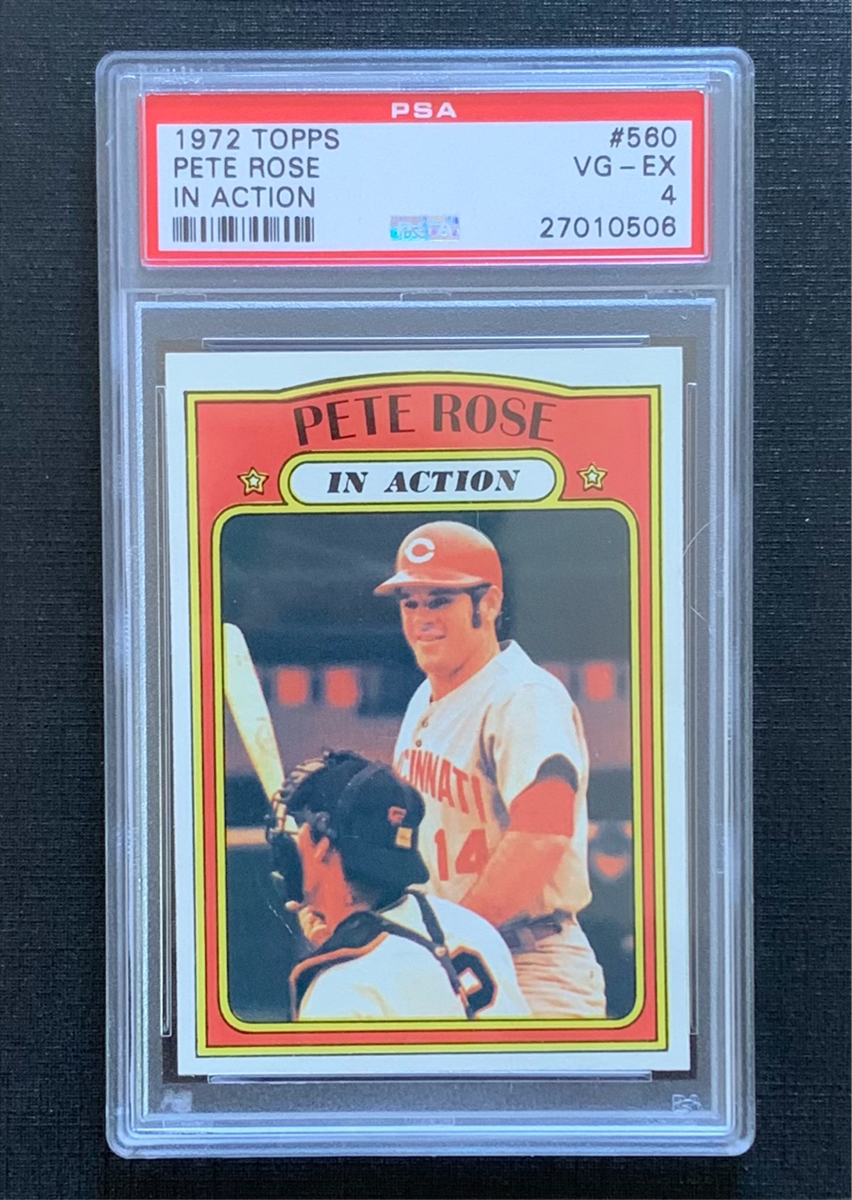 PSA
1972 TOPPS #560
PETE ROSE VG-EX
IN ACTION 4
27010506
PETE ROSE
IN ACTION
C
CINNATI
14